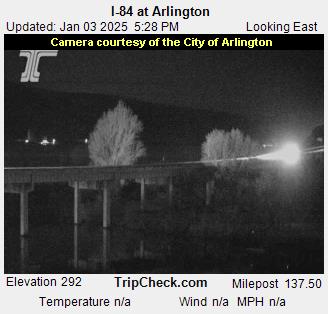 I-84 at Arlington
Updated: Jan 03 2025 5:28 PM Looking East
Camera courtesy of the City of Arlington
Elevation 292 TripCheck.com Milepost 137.50
Temperature n/a Wind n/a MPH n/a